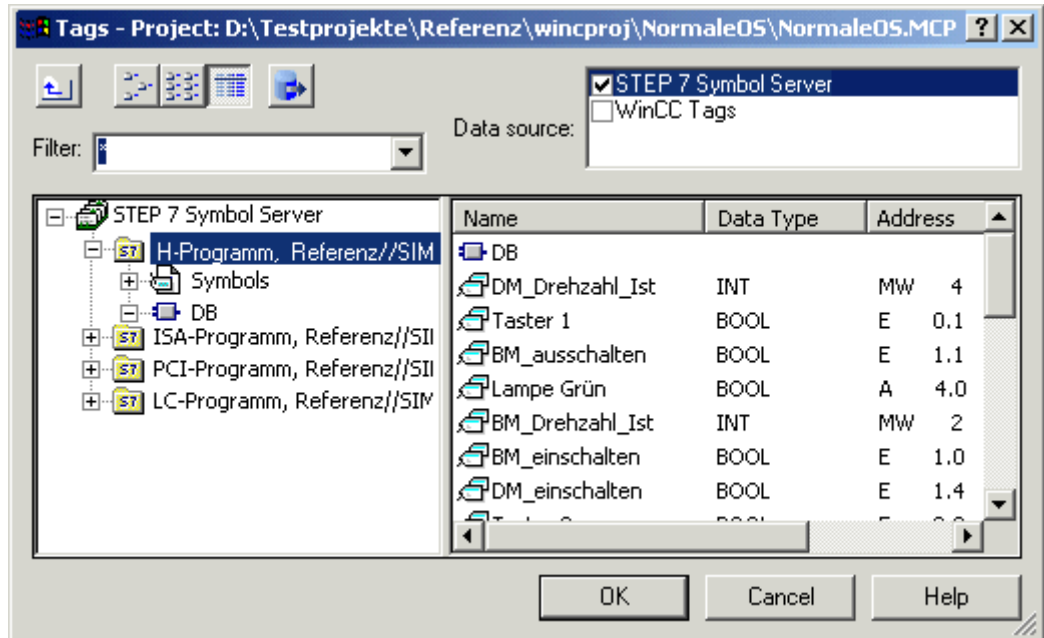 Tags - Project: D:\Testprojekte\Referenz\wincproj\NormaleOS\NormaleOS.MCP
Filter: *
Data source:
STEP 7 Symbol Server
WinCC Tags
STEP 7 Symbol Server
H-Programm, Referenz//SIM
Symbols
DB
ISA-Programm, Referenz//SI
PCI-Programm, Referenz//SI
LC-Programm, Referenz//SIM
Name Data Type Address
DB
DM_Drehzahl_Ist INT MW 4
Taster 1 BOOL E 0.1
BM_ausschalten BOOL E 1.1
Lampe Grün BOOL A 4.0
BM_Drehzahl_Ist INT MW 2
BM_einschalten BOOL E 1.0
DM_einschalten BOOL E 1.4
OK Cancel Help